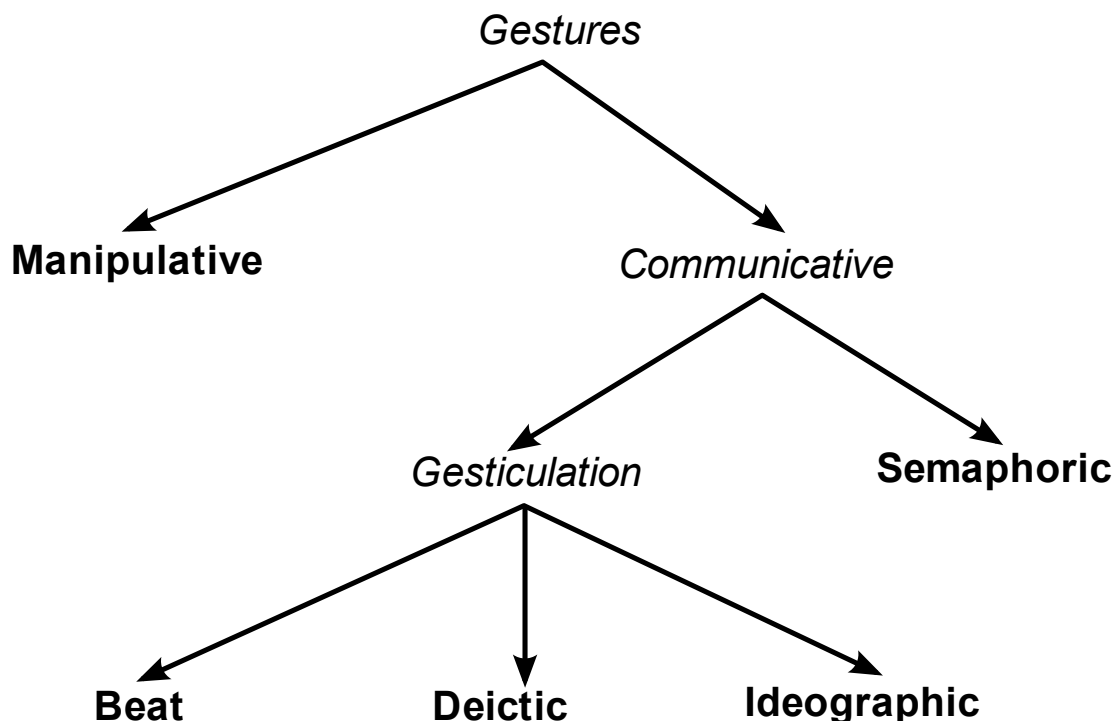 Gestures
Manipulative
Communicative
Gesticulation
Semaphoric
Beat
Deictic
Ideographic